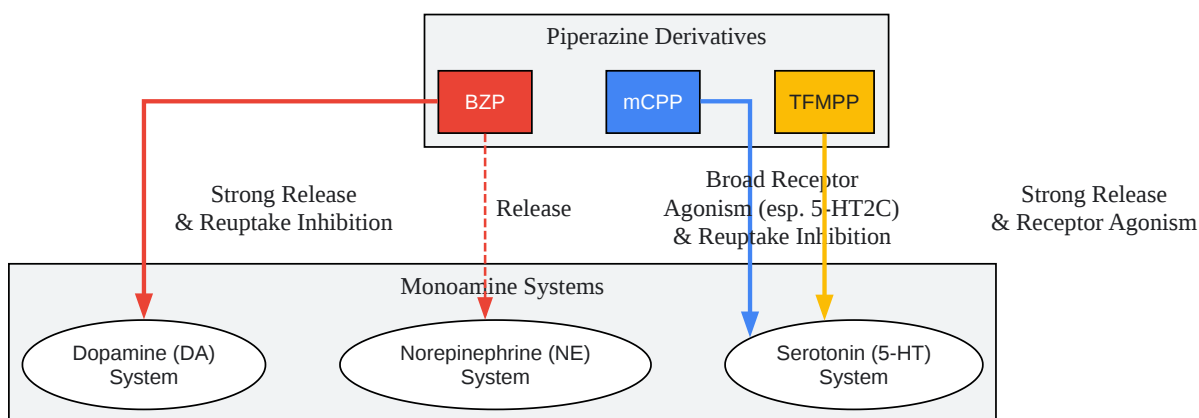 Piperazine Derivatives
BZP
mCPP
TFMPP
Strong Release
& Reuptake Inhibition
Release
Broad Receptor
Agonism (esp. 5-HT2C)
& Reuptake Inhibition
Strong Release
& Receptor Agonism
Monoamine Systems
Dopamine (DA)
System
Norepinephrine (NE)
System
Serotonin (5-HT)
System